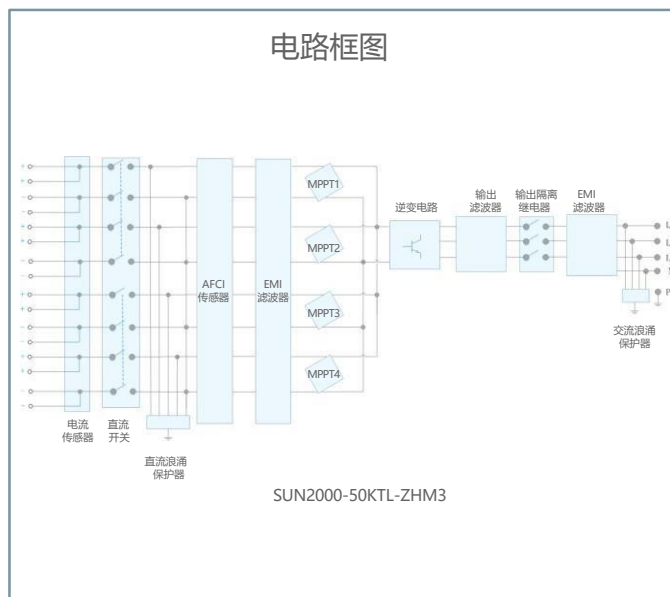 电路框图
MPPT1
MPPT2
MPPT3
MPPT4
AFCI
传感器
EMI
滤波器
逆变电路
输出
滤波器
输出隔离
继电器
EMI
滤波器
交流浪涌
保护器
电流
传感器
直流
开关
直流浪涌
保护器
SUN2000-50KTL-ZHM3